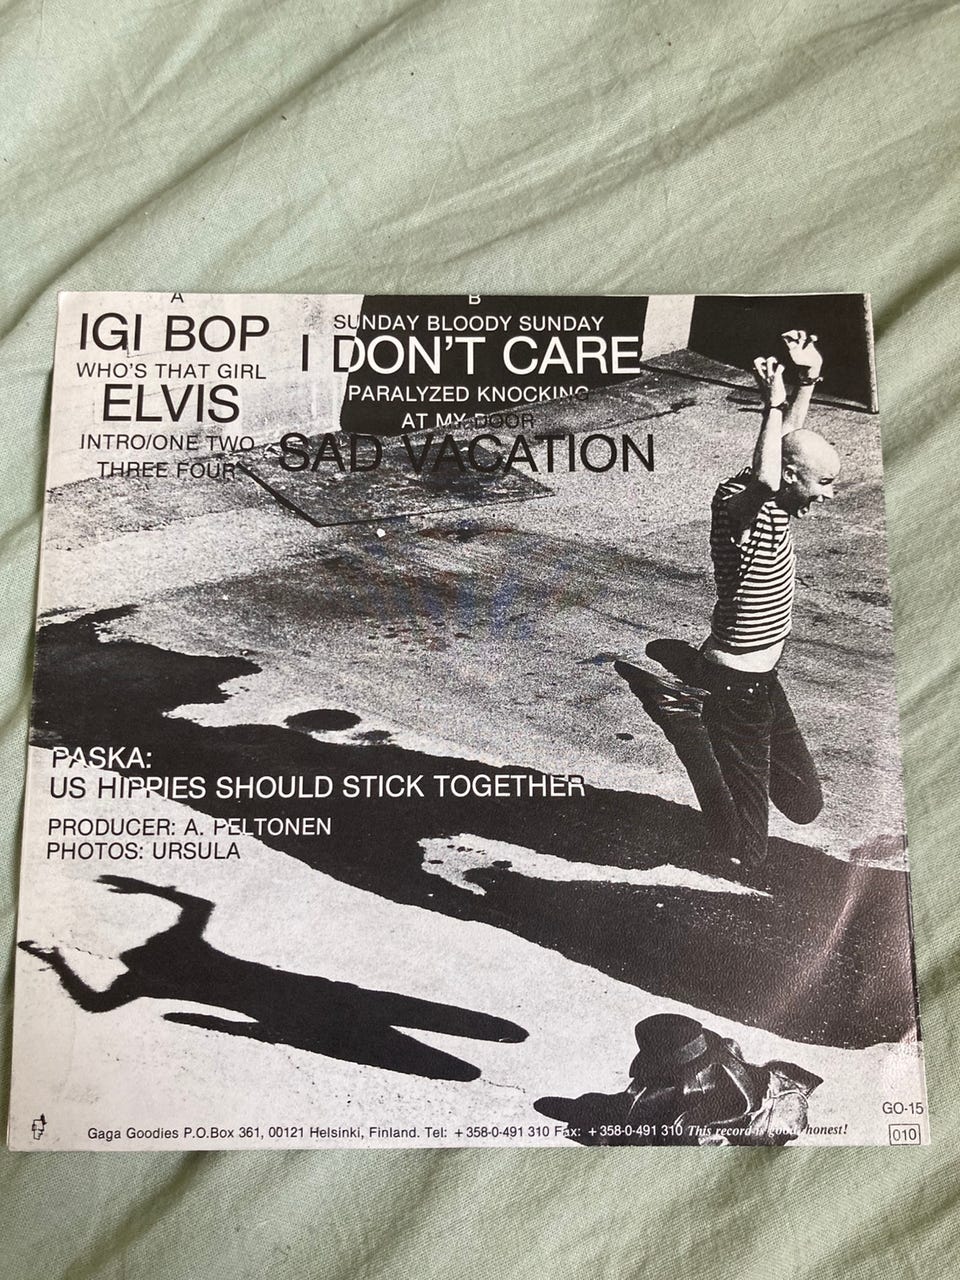 A
IGI BOP
WHO'S THAT GIRL
ELVIS
INTRO/ONE TWO
THREE FOUR
B
SUNDAY BLOODY SUNDAY
I DON'T CARE
PARALYZED KNOCKING
AT MY DOOR
SAD VACATION
PASKA:
US HIPPIES SHOULD STICK TOGETHER
PRODUCER: A. PELTONEN
PHOTOS: URSULA
GO-15
Gaga Goodies P.O.Box 361, 00121 Helsinki, Finland. Tel: +358-0-491 310 Fax: +358-0-491 310 This record is good, honest!
010